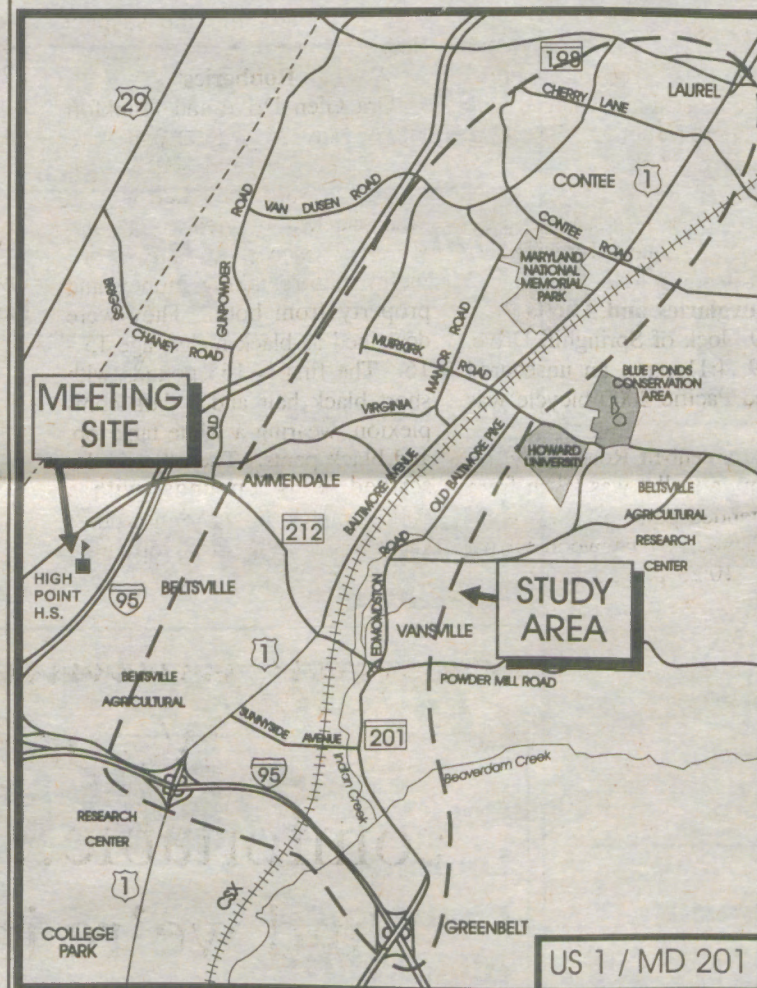 198
29
CHERRY LANE
LAUREL
VAN DUSEN ROAD
CONTEE
1
CONTEE ROAD
MARYLAND
NATIONAL
MEMORIAL
PARK
OLD GUNPOWDER ROAD
BRIGGS
CHANEY ROAD
MUIRKIRK ROAD
MANOR ROAD
BLUE PONDS
CONSERVATION
AREA
MEETING
SITE
VIRGINIA
HOWARD
UNIVERSITY
AMMENDALE
BALTIMORE AVENUE
OLD BALTIMORE PIKE
BELTSVILLE
AGRICULTURAL
RESEARCH
CENTER
212
HIGH
POINT
H.S.
95
BELTSVILLE
EDMONDSTON ROAD
STUDY
AREA
VANSVILLE
1
POWDER MILL ROAD
BELTSVILLE
AGRICULTURAL
SUNNYSIDE AVENUE
201
95
Indian Creek
Beaverdam Creek
RESEARCH
CENTER
1
CSX
COLLEGE
PARK
GREENBELT
US 1 / MD 201